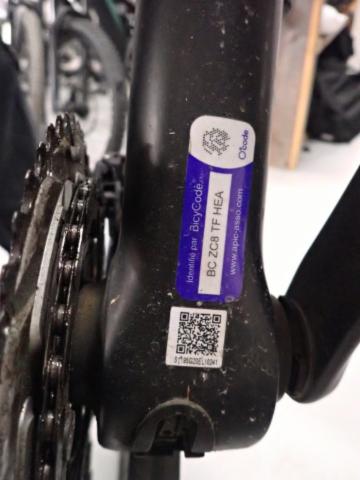 O'code
Identifié par BicyCode
BC ZC8 TF HEA
www.apic-asso.com